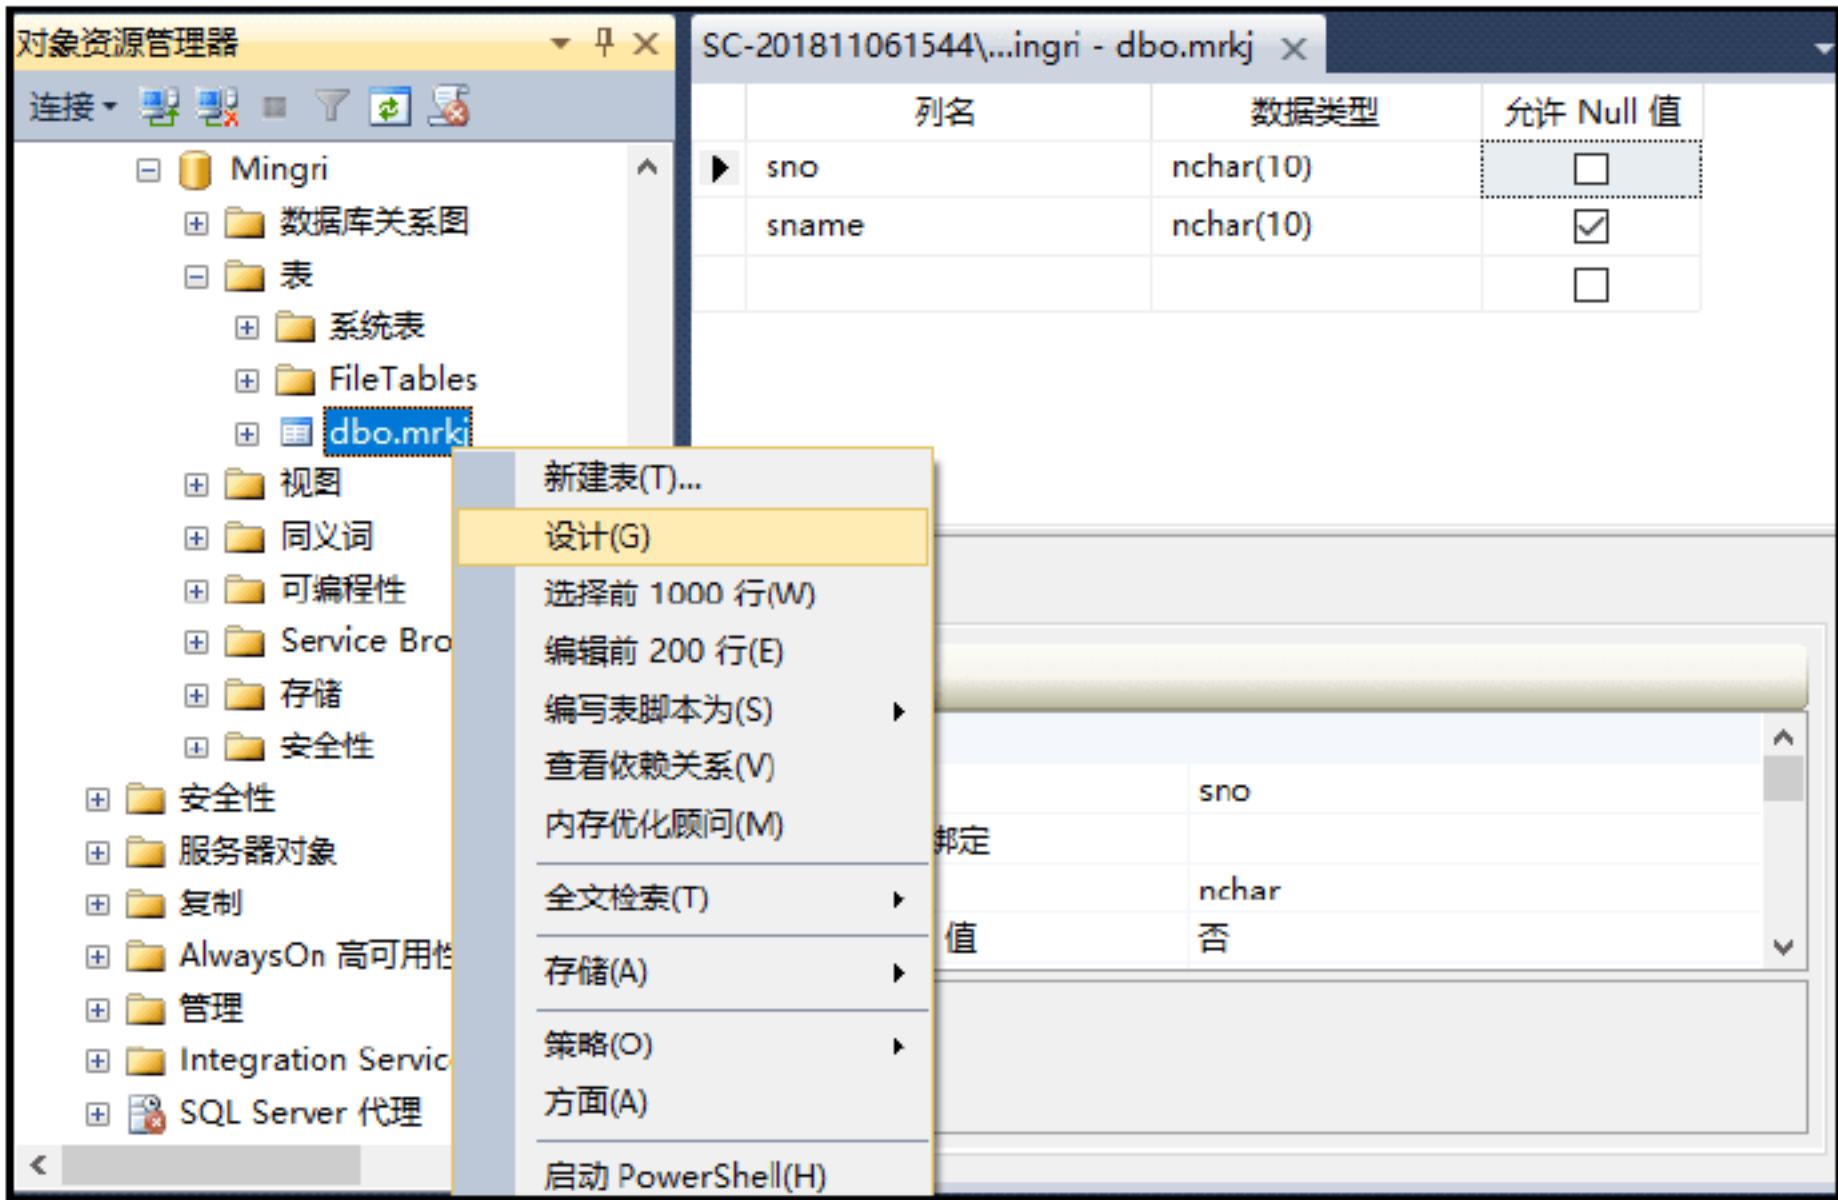 对象资源管理器
连接
Mingri
数据库关系图
表
系统表
FileTables
dbo.mrkj
视图
同义词
可编程性
Service Bro
存储
安全性
安全性
服务器对象
复制
AlwaysOn 高可用性
管理
Integration Servic
SQL Server 代理
新建表(T)...
设计(G)
选择前 1000 行(W)
编辑前 200 行(E)
编写表脚本为(S)
查看依赖关系(V)
内存优化顾问(M)
全文检索(T)
存储(A)
策略(O)
方面(A)
启动 PowerShell(H)
SC-201811061544\...ingri - dbo.mrkj
列名 数据类型 允许 Null 值
sno nchar(10)
sname nchar(10)
sno
绑定
nchar
值 否